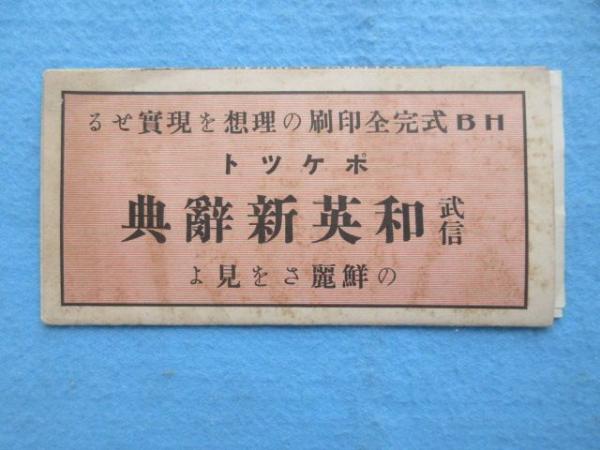 HB式完全印刷の理想を現實せる
ポケツト
武信 和英新辭典
の鮮麗さを見よ